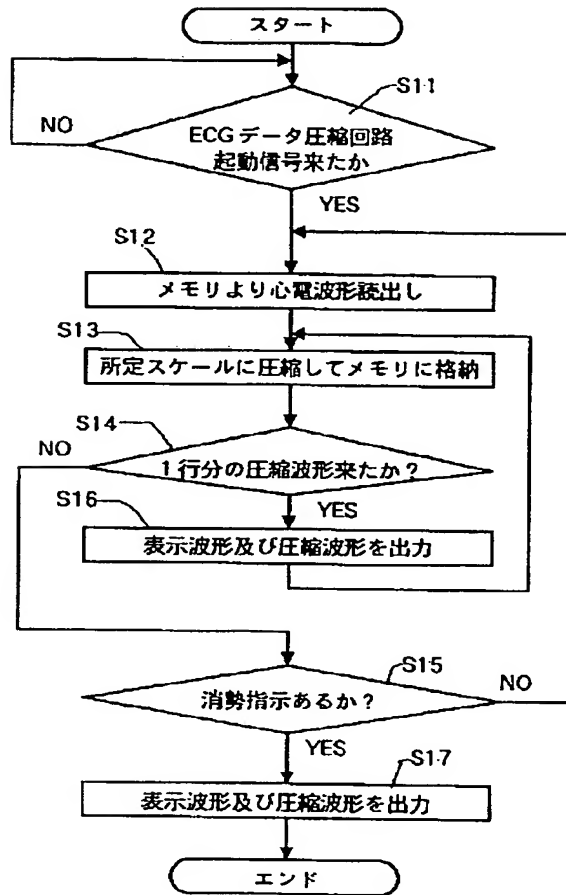 スタート
S11
NO
ECGデータ圧縮回路
起動信号来たか
YES
S12
メモリより心電波形読出し
S13
所定スケールに圧縮してメモリに格納
S14
NO
1行分の圧縮波形来たか?
S16
YES
表示波形及び圧縮波形を出力
S15
消勢指示あるか?
NO
YES
S17
表示波形及び圧縮波形を出力
エンド